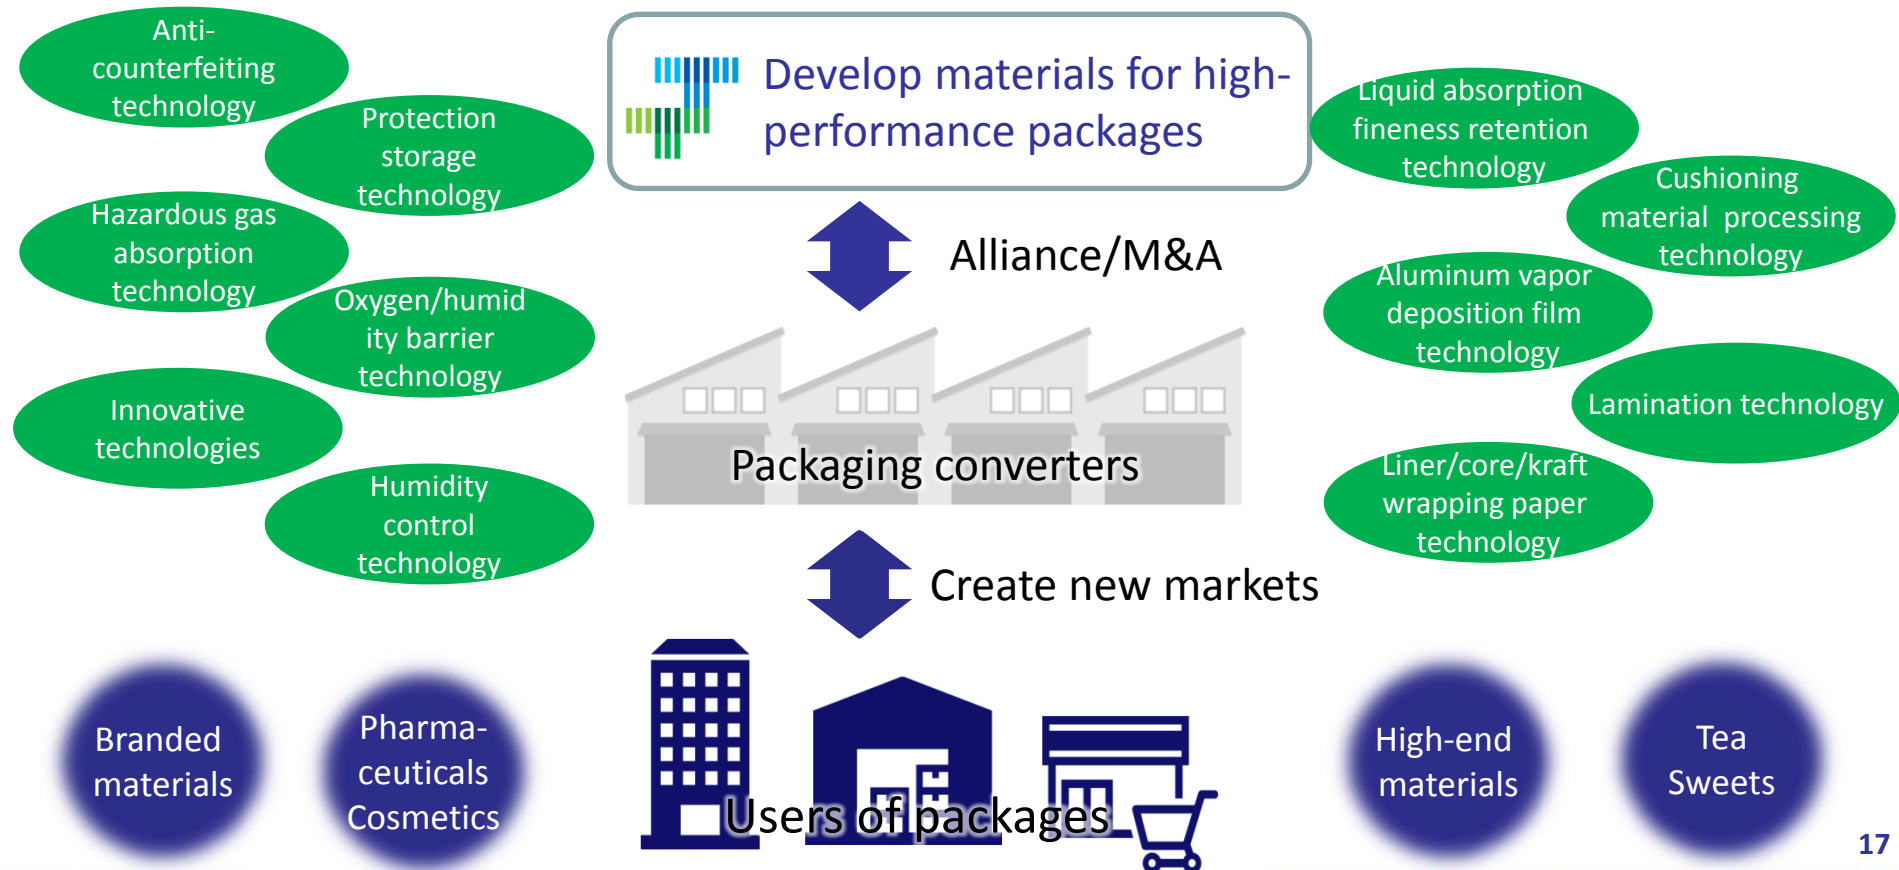 Anti-
counterfeiting
technology
Protection
storage
technology
Hazardous gas
absorption
technology
Oxygen/humid
ity barrier
technology
Innovative
technologies
Humidity
control
technology
Develop materials for high-
performance packages
Alliance/M&A
Packaging converters
Create new markets
Users of packages
Liquid absorption
fineness retention
technology
Cushioning
material processing
technology
Aluminum vapor
deposition film
technology
Lamination technology
Liner/core/kraft
wrapping paper
technology
Branded
materials
Pharma-
ceuticals
Cosmetics
High-end
materials
Tea
Sweets
17